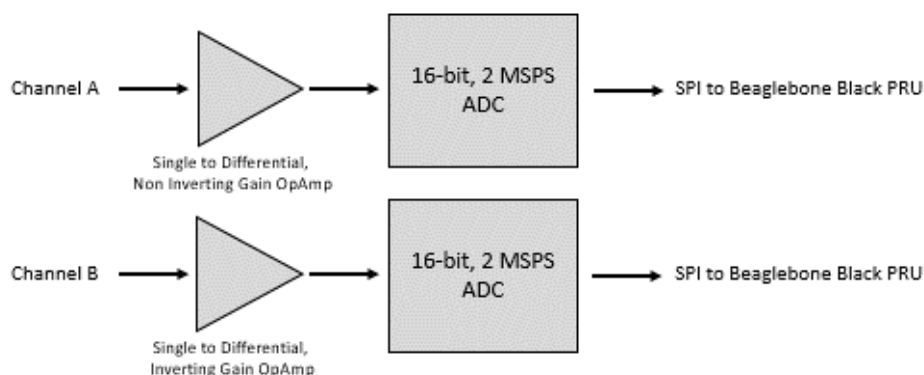 Channel A
16-bit, 2 MSPS
ADC
SPI to Beaglebone Black PRU
Single to Differential,
Non Inverting Gain OpAmp
Channel B
16-bit, 2 MSPS
ADC
SPI to Beaglebone Black PRU
Single to Differential,
Inverting Gain OpAmp